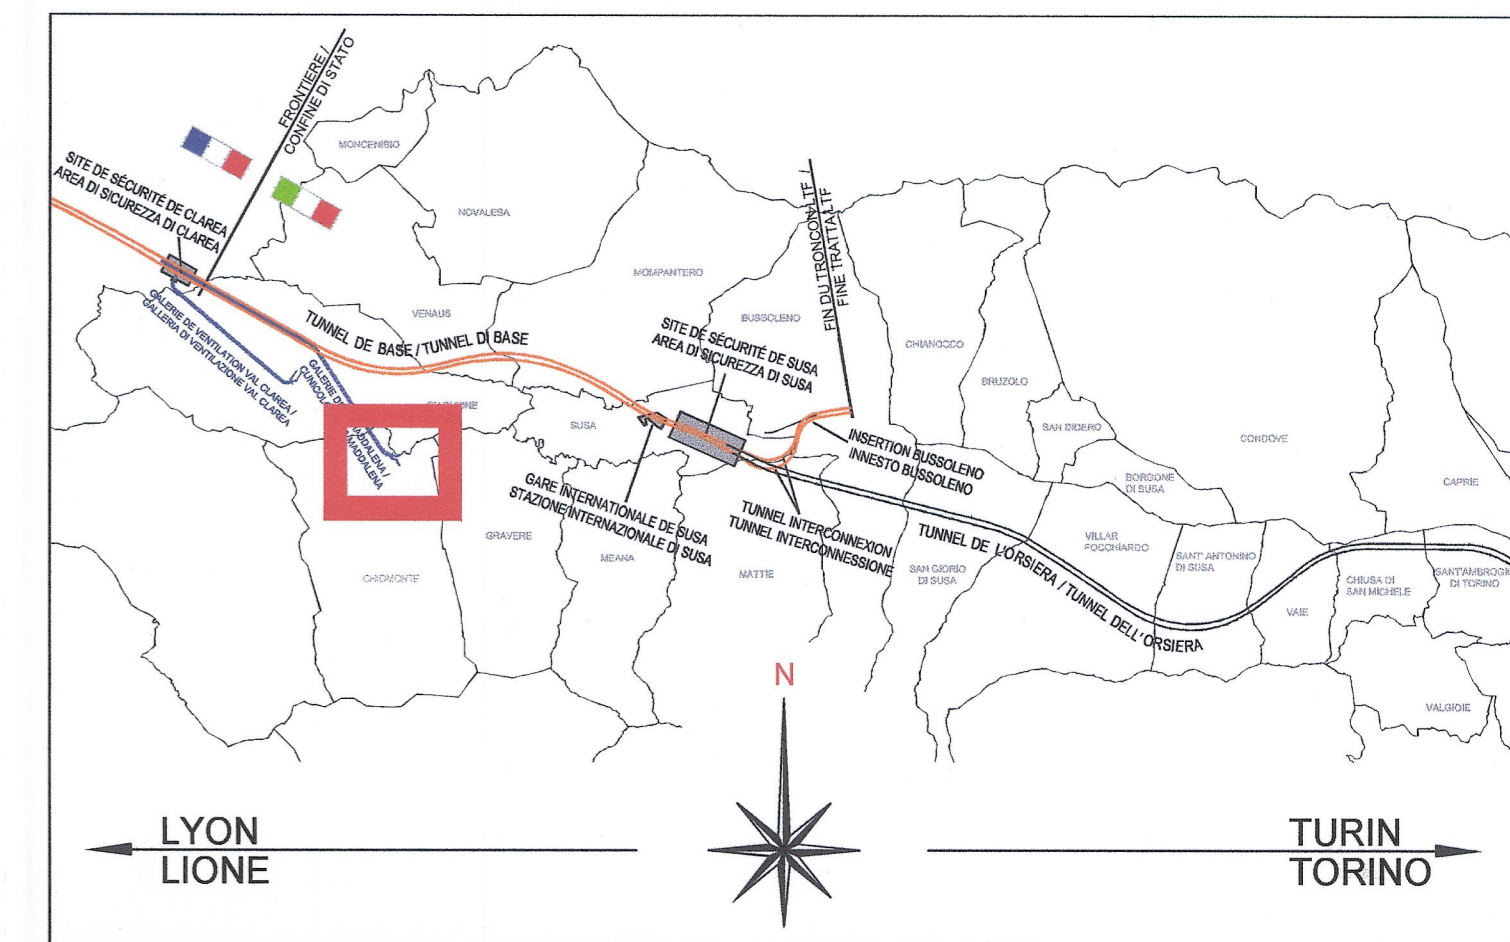 FRONTIERE /
CONFINE DI STATO
MONCENISIO
SITE DE SÉCURITÉ DE CLAREA
AREA DI SICUREZZA DI CLAREA
NOVALESA
FIN DU TRONCON LTF /
FINE TRATTA LTF
MOMPANTERO
VENAUS
BUSSOLENO
GALERIE DE VENTILATION VAL CLAREA /
GALLERIA DI VENTILAZIONE VAL CLAREA
TUNNEL DE BASE / TUNNEL DI BASE
SITE DE SÉCURITÉ DE SUSA
AREA DI SICUREZZA DI SUSA
CHIANOCCO
BRUZOLO
GALERIE DE
MADDALENA /
MADDALENA
SUSA
SAN DIDERO
CONDOVE
INSERTION BUSSOLENO
INNESTO BUSSOLENO
BORGONE
DI SUSA
CAPRIE
GARE INTERNATIONALE DE SUSA
STAZIONE INTERNAZIONALE DI SUSA
TUNNEL INTERCONNEXION
TUNNEL INTERCONNESSIONE
GRAVERE
MEANA
MATTIE
CHIOMONTE
TUNNEL DE L'ORSIERA / TUNNEL DELL'ORSIERA
SAN GIORIO
DI SUSA
VILLAR
FOCCHIARDO
SANT' ANTONINO
DI SUSA
VAIE
CHIUSA DI
SAN MICHELE
SANT'AMBROGI
DI TORINO
VALGIOIE
N
LYON
LIONE
TURIN
TORINO